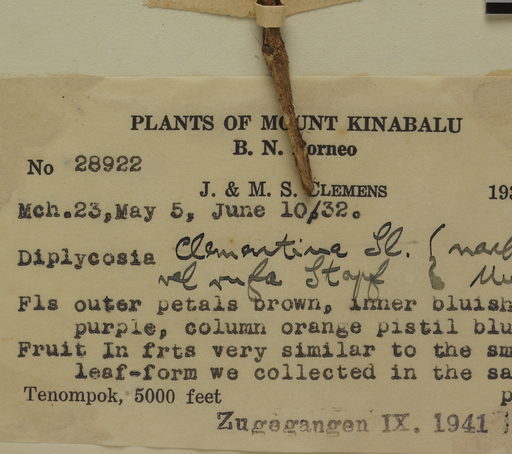 PLANTS OF MOUNT KINABALU
B. N. Borneo
No 28922
J. & M. S. CLEMENS 193
Mch.23,May 5, June 10/32.
Diplycosia Clementina Sl. (
vel rufa Stapf
Fls outer petals brown, inner bluish
purple, column orange pistil blu
Fruit In frts very similar to the sm
leaf-form we collected in the sa
Tenompok, 5000 feet p
Zugegangen IX. 1941